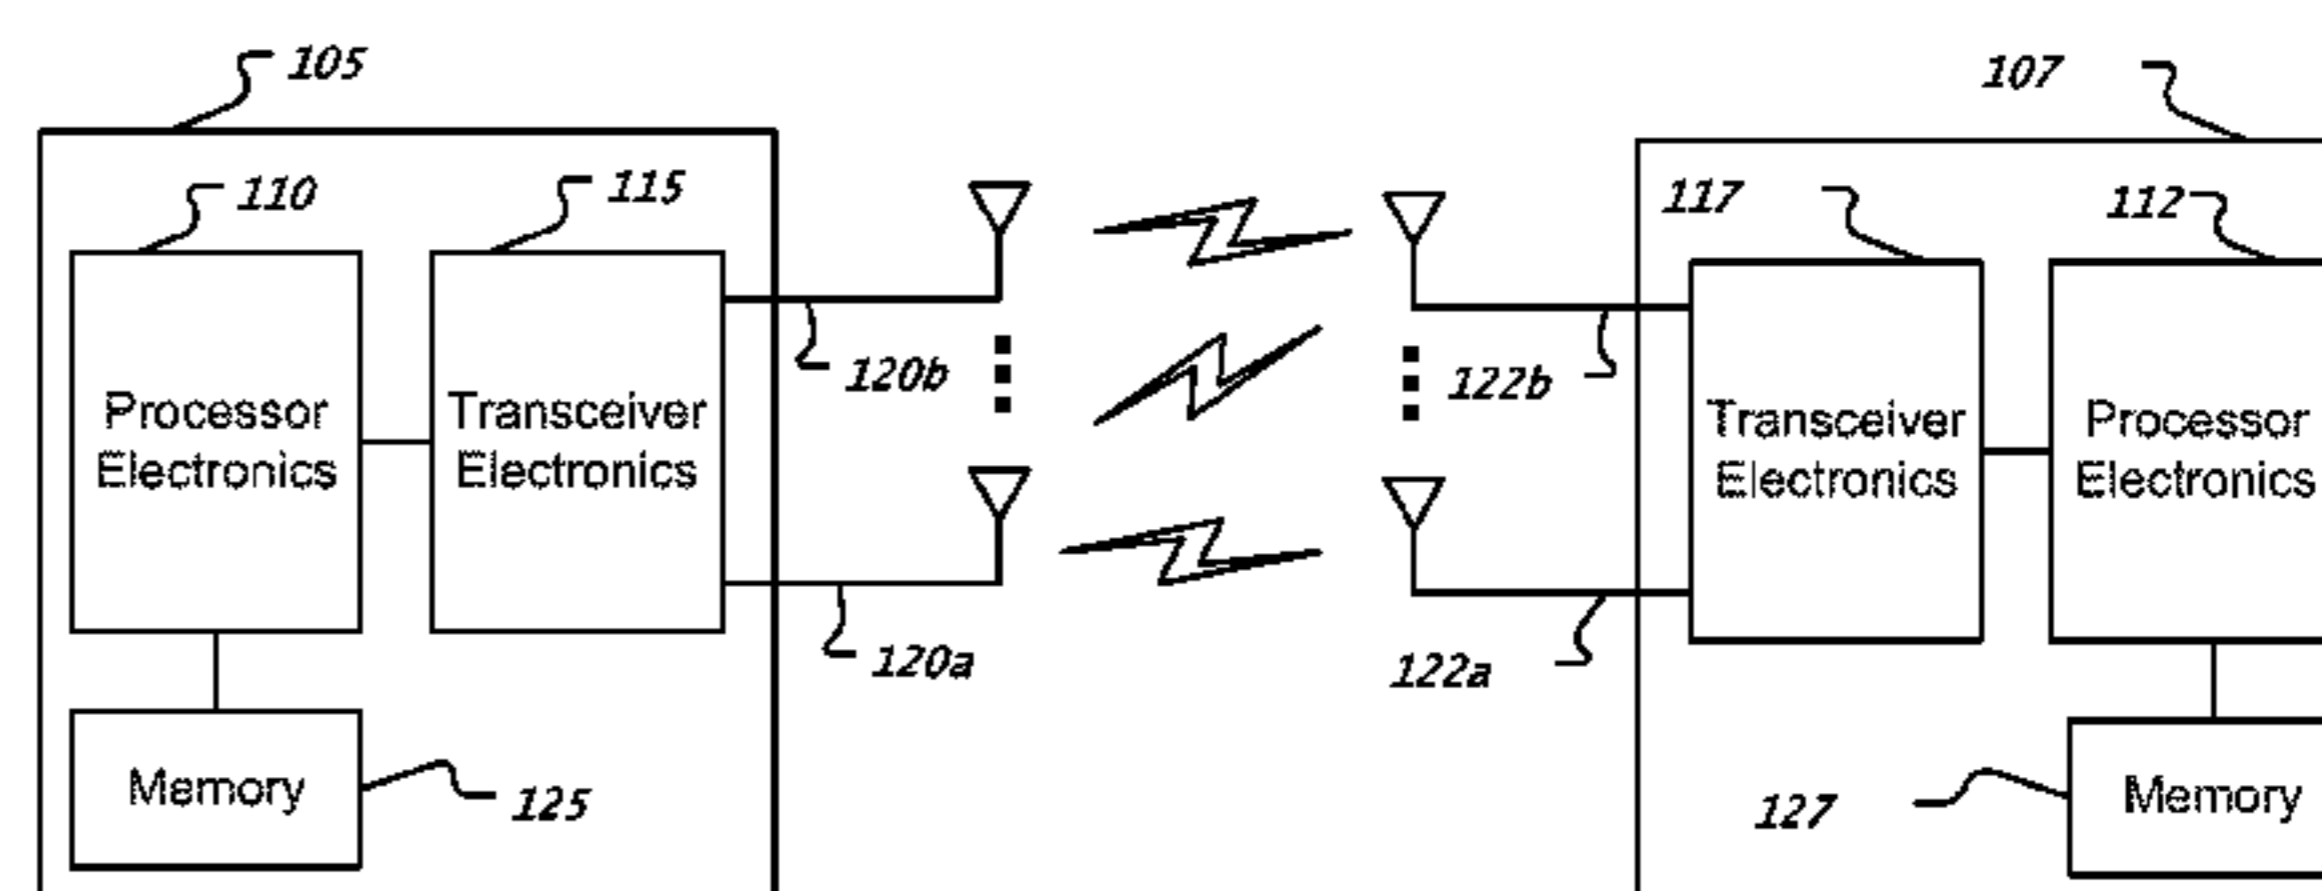 105
107
110
115
117
112
120b
122b
Processor
Electronics
Transceiver
Electronics
Transceiver
Electronics
Processor
Electronics
120a
122a
Memory
125
127
Memory